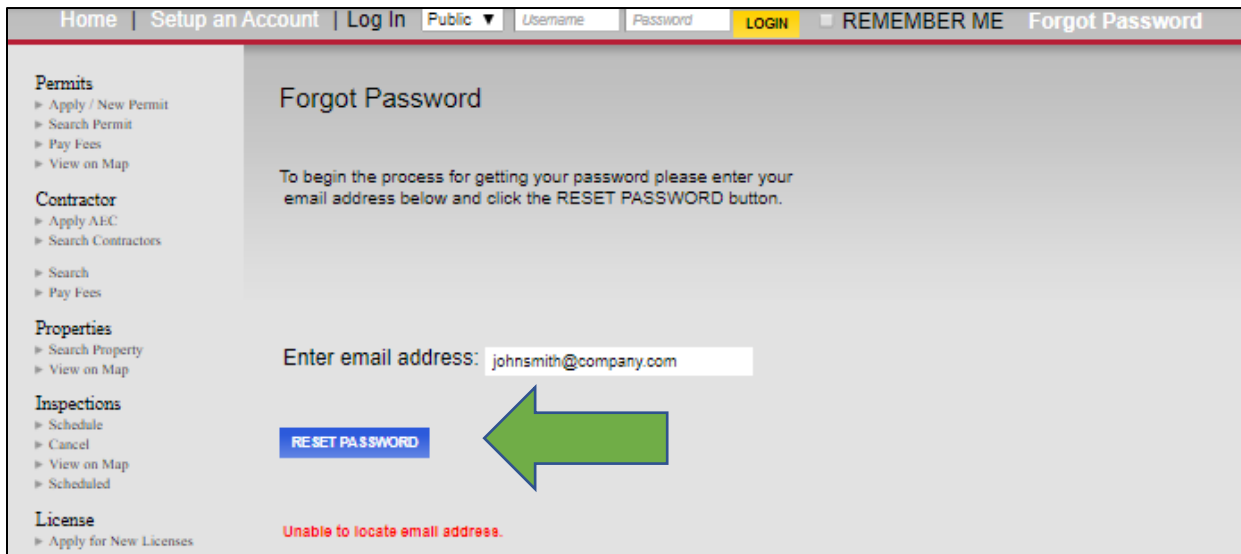 Home | Setup an Account | Log In Public ▼ Username Password LOGIN REMEMBER ME Forgot Password
Permits
Apply / New Permit
Search Permit
Pay Fees
View on Map
Contractor
Apply AEC
Search Contractors
Search
Pay Fees
Properties
Search Property
View on Map
Inspections
Schedule
Cancel
View on Map
Scheduled
License
Apply for New Licenses
Forgot Password
To begin the process for getting your password please enter your
email address below and click the RESET PASSWORD button.
Enter email address: johnsmith@company.com
RESET PASSWORD
Unable to locate email address.